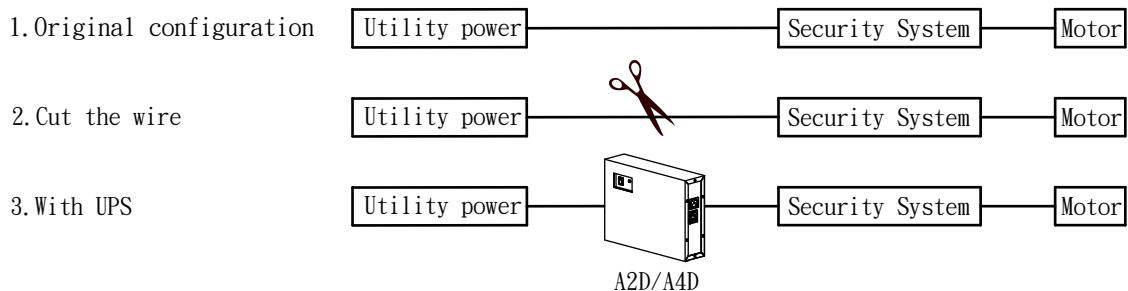 1.Original configuration Utility power Security System Motor
2.Cut the wire Utility power Security System Motor
3.With UPS Utility power Security System Motor
A2D/A4D